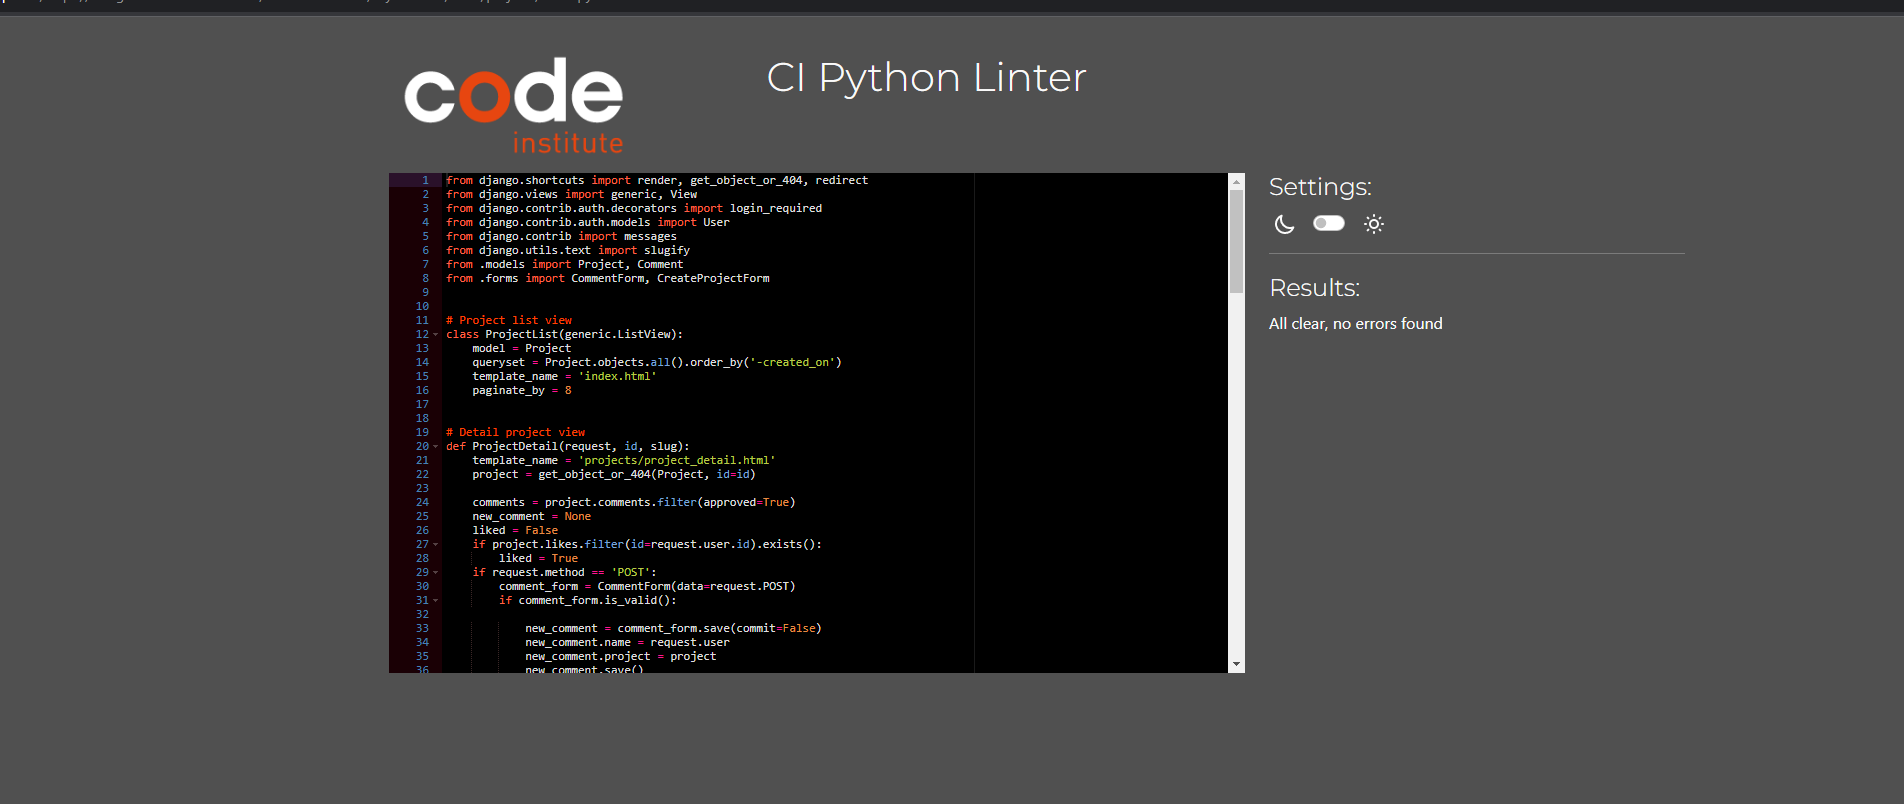 code
institute
CI Python Linter
1 from django.shortcuts import render, get_object_or_404, redirect
2 from django.views import generic, View
3 from django.contrib.auth.decorators import login_required
4 from django.contrib.auth.models import User
5 from django.contrib import messages
6 from django.utils.text import slugify
7 from .models import Project, Comment
8 from .forms import CommentForm, CreateProjectForm
9
10
11 # Project list view
12 class ProjectList(generic.ListView):
13     model = Project
14     queryset = Project.objects.all().order_by('-created_on')
15     template_name = 'index.html'
16     paginate_by = 8
17
18
19 # Detail project view
20 def ProjectDetail(request, id, slug):
21     template_name = 'projects/project_detail.html'
22     project = get_object_or_404(Project, id=id)
23
24     comments = project.comments.filter(approved=True)
25     new_comment = None
26     liked = False
27     if project.likes.filter(id=request.user.id).exists():
28         liked = True
29     if request.method == 'POST':
30         comment_form = CommentForm(data=request.POST)
31         if comment_form.is_valid():
32
33             new_comment = comment_form.save(commit=False)
34             new_comment.name = request.user
35             new_comment.project = project
36             new_comment.save()
Settings:
Results:
All clear, no errors found